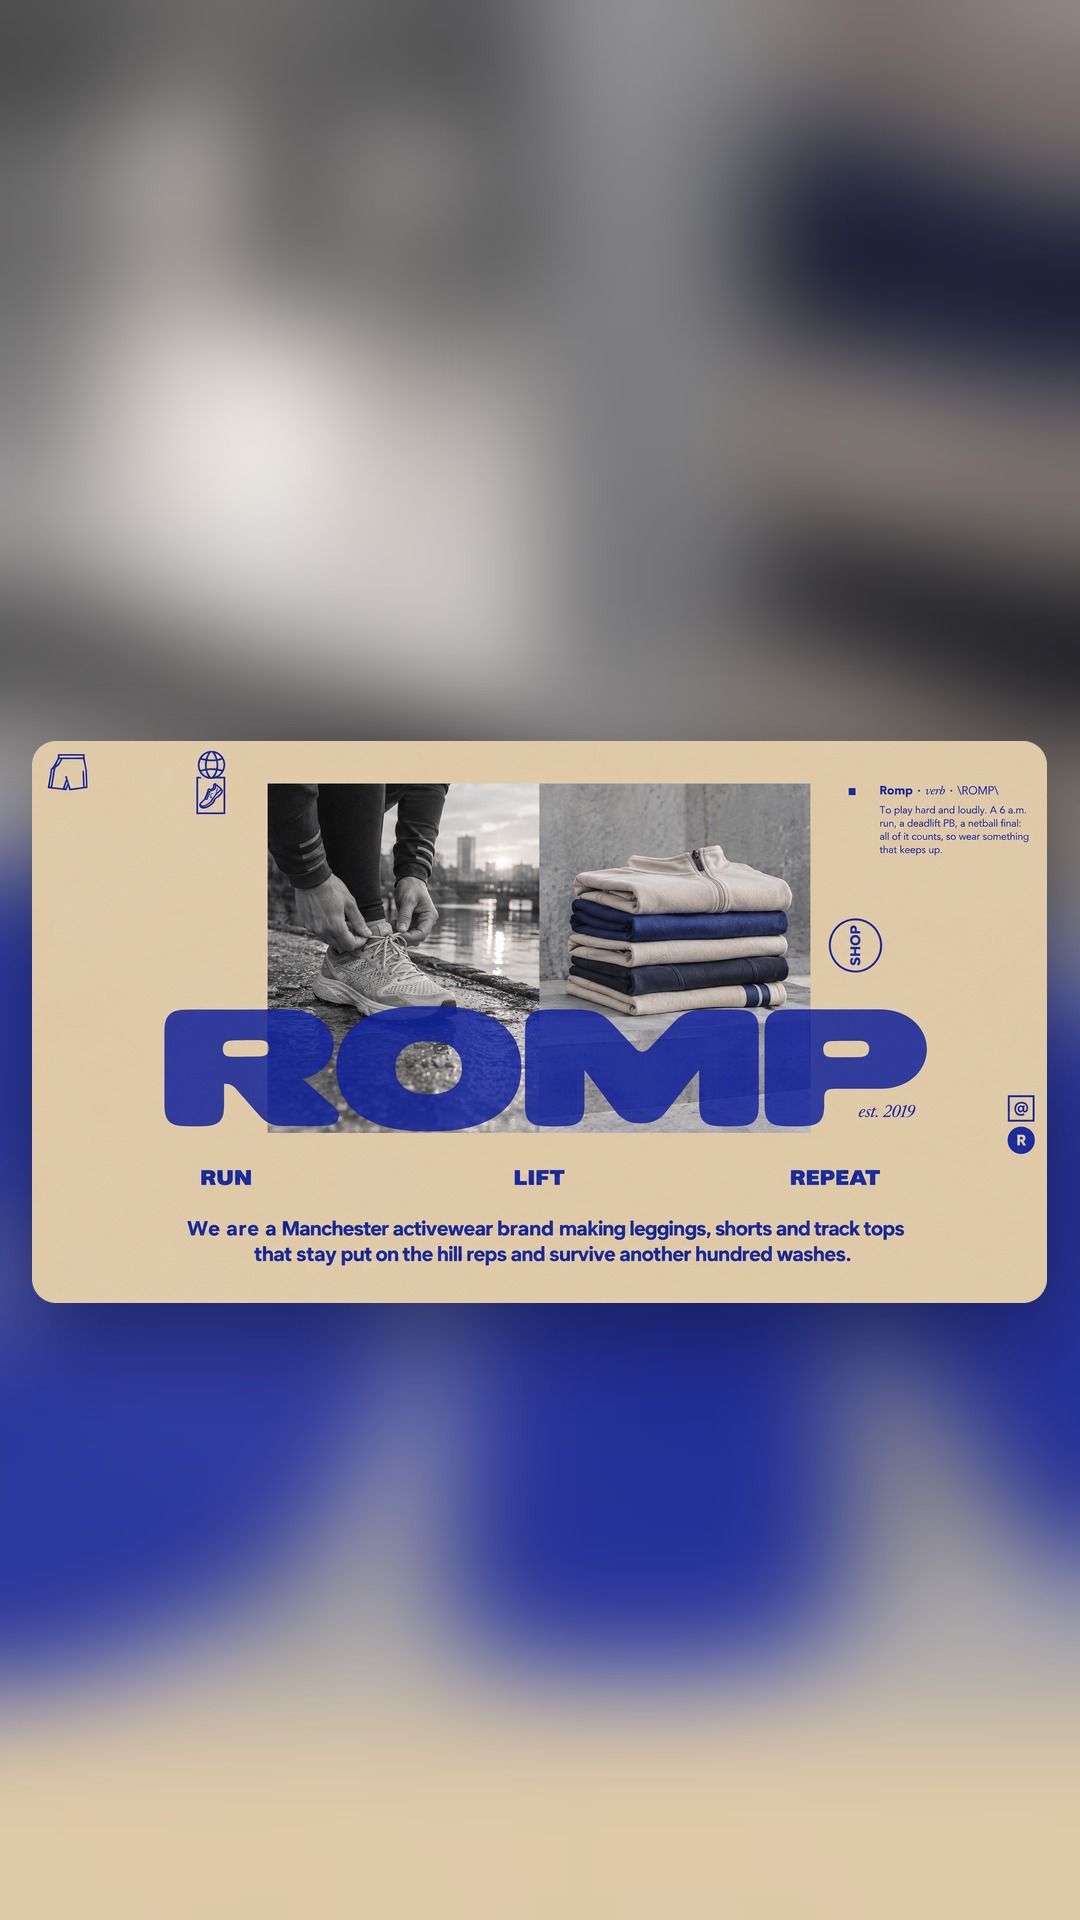 Romp · verb · \ROMP\
To play hard and loudly. A 6 a.m.
run, a deadlift PB, a netball final:
all of it counts, so wear something
that keeps up.
SHOP
ROMP
est. 2019
@
R
RUN LIFT REPEAT
We are a Manchester activewear brand making leggings, shorts and track tops
that stay put on the hill reps and survive another hundred washes.